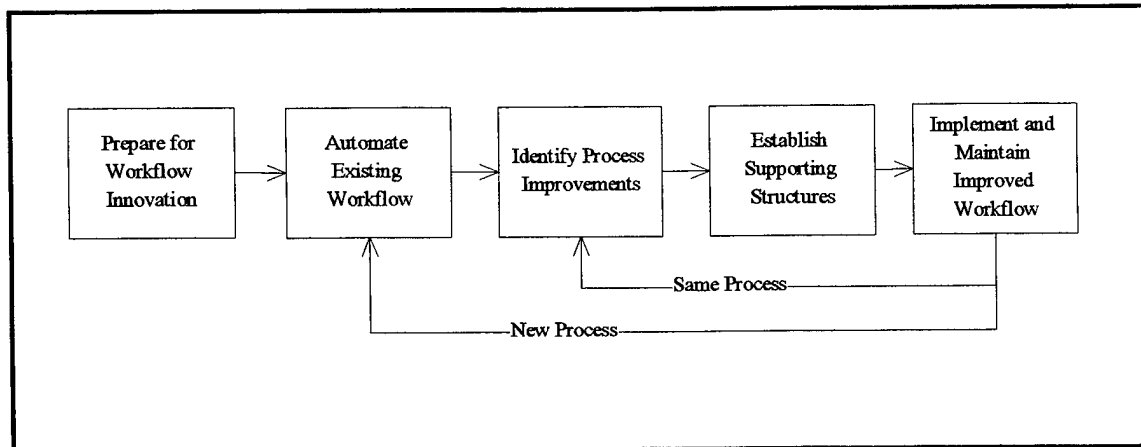 Prepare for
Workflow
Innovation
Automate
Existing
Workflow
Identify Process
Improvements
Establish
Supporting
Structures
Implement and
Maintain
Improved
Workflow
Same Process
New Process